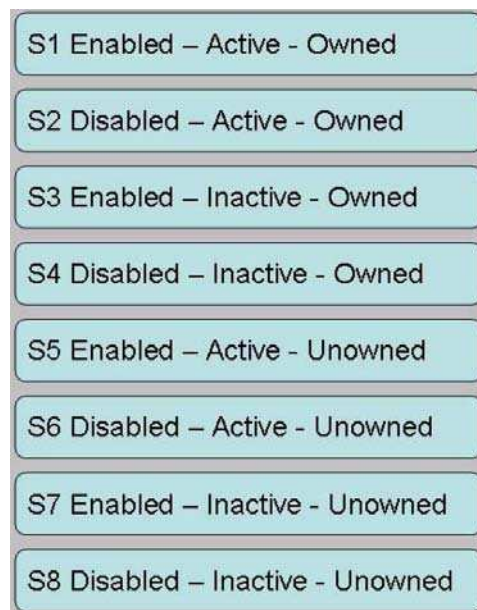 S1 Enabled – Active - Owned
S2 Disabled – Active - Owned
S3 Enabled – Inactive - Owned
S4 Disabled – Inactive - Owned
S5 Enabled – Active - Unowned
S6 Disabled – Active - Unowned
S7 Enabled – Inactive - Unowned
S8 Disabled – Inactive - Unowned